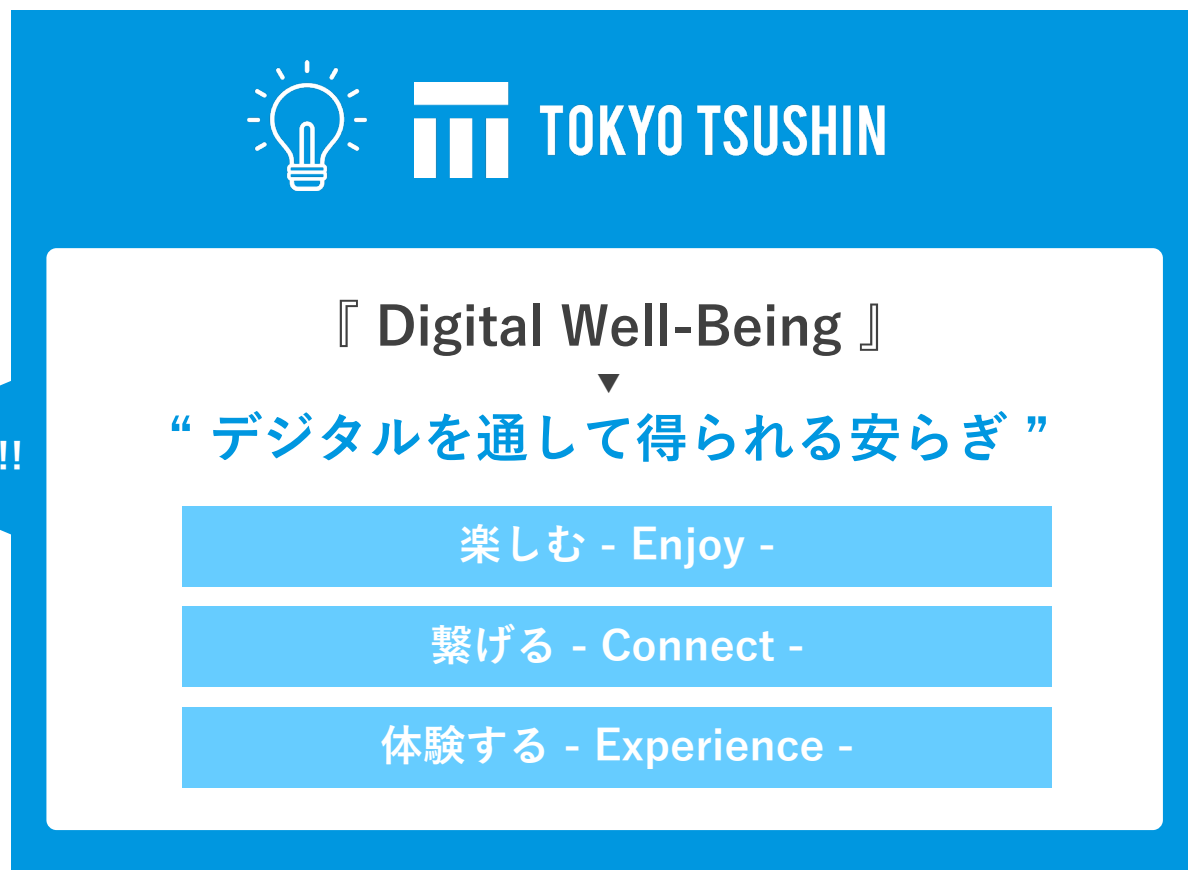 TOKYO TSUSHIN
『 Digital Well-Being 』
▼
“ デジタルを通して得られる安らぎ ”
!!
楽しむ - Enjoy -
繋げる - Connect -
体験する - Experience -